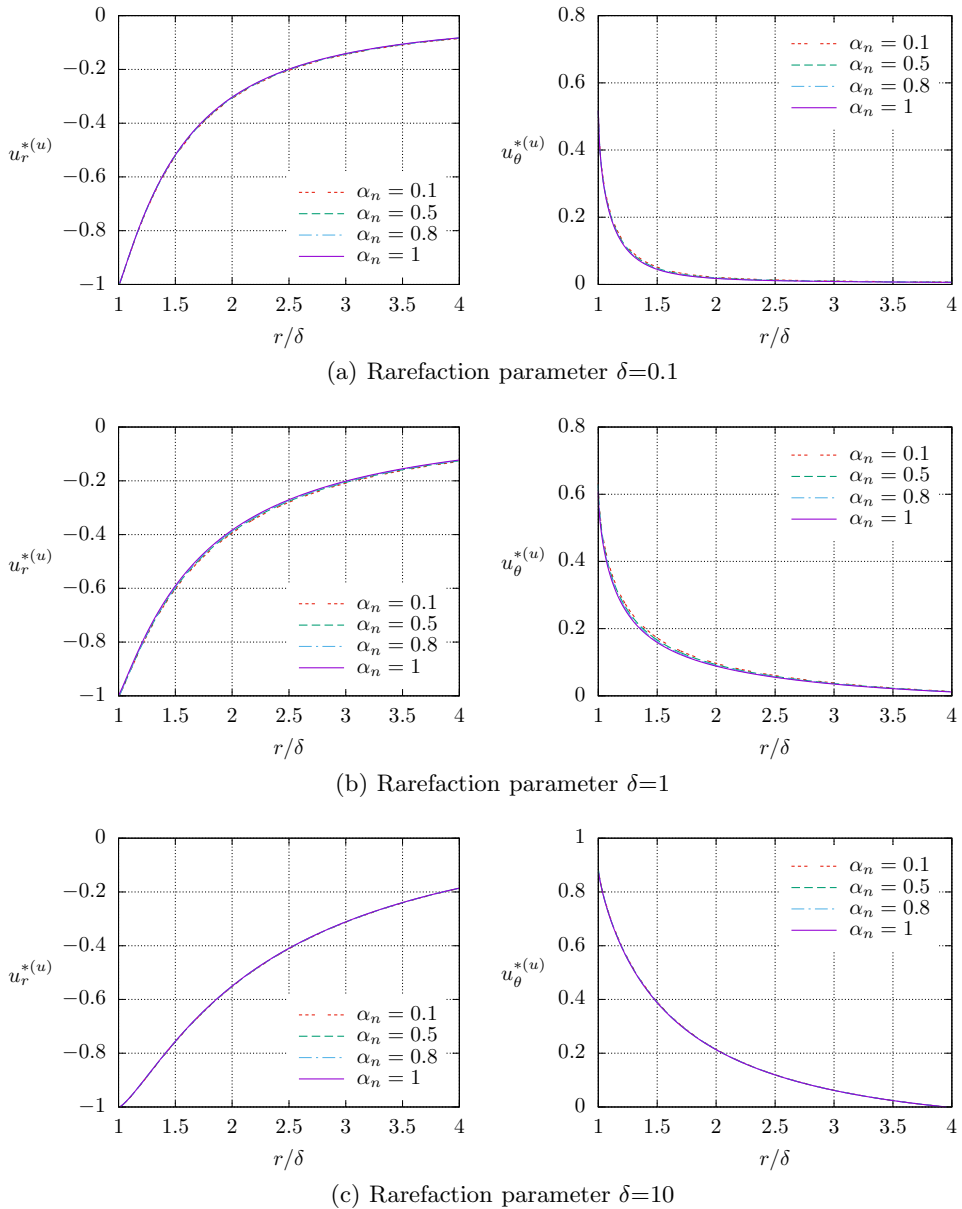 0
−0.2
−0.4
u_r^{*(u)}
−0.6
−0.8
−1
α_n = 0.1
α_n = 0.5
α_n = 0.8
α_n = 1
1 1.5 2 2.5 3 3.5 4
r/δ
0.8
0.6
u_θ^{*(u)}
0.4
0.2
0
α_n = 0.1
α_n = 0.5
α_n = 0.8
α_n = 1
1 1.5 2 2.5 3 3.5 4
r/δ
(a) Rarefaction parameter δ=0.1
0
−0.2
−0.4
u_r^{*(u)}
−0.6
−0.8
−1
α_n = 0.1
α_n = 0.5
α_n = 0.8
α_n = 1
1 1.5 2 2.5 3 3.5 4
r/δ
0.8
0.6
u_θ^{*(u)}
0.4
0.2
0
α_n = 0.1
α_n = 0.5
α_n = 0.8
α_n = 1
1 1.5 2 2.5 3 3.5 4
r/δ
(b) Rarefaction parameter δ=1
0
−0.2
−0.4
u_r^{*(u)}
−0.6
−0.8
−1
α_n = 0.1
α_n = 0.5
α_n = 0.8
α_n = 1
1 1.5 2 2.5 3 3.5 4
r/δ
1
0.8
0.6
u_θ^{*(u)}
0.4
0.2
0
α_n = 0.1
α_n = 0.5
α_n = 0.8
α_n = 1
1 1.5 2 2.5 3 3.5 4
r/δ
(c) Rarefaction parameter δ=10